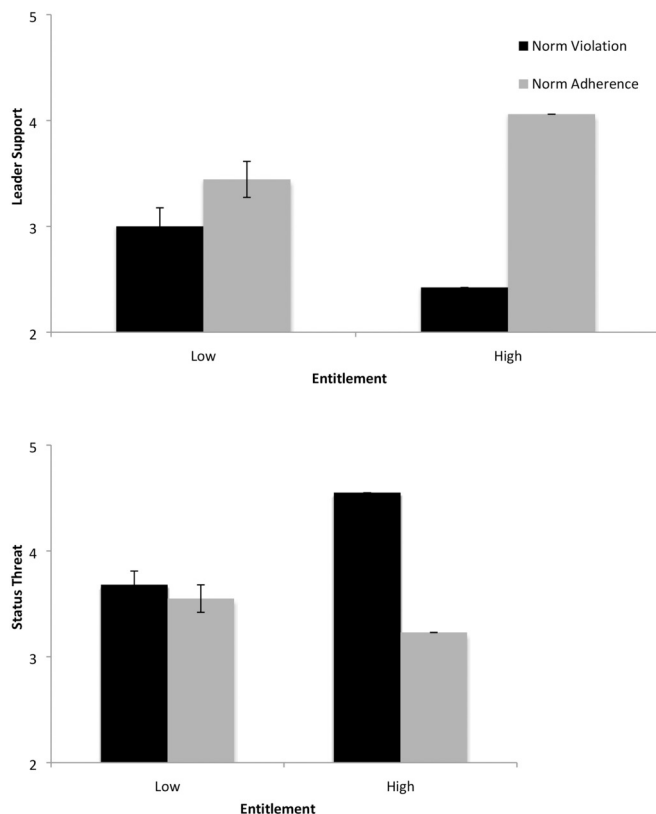 5
Norm Violation
Norm Adherence
4
3
2
Leader Support
Low
High
Entitlement
5
4
3
2
Status Threat
Low
High
Entitlement